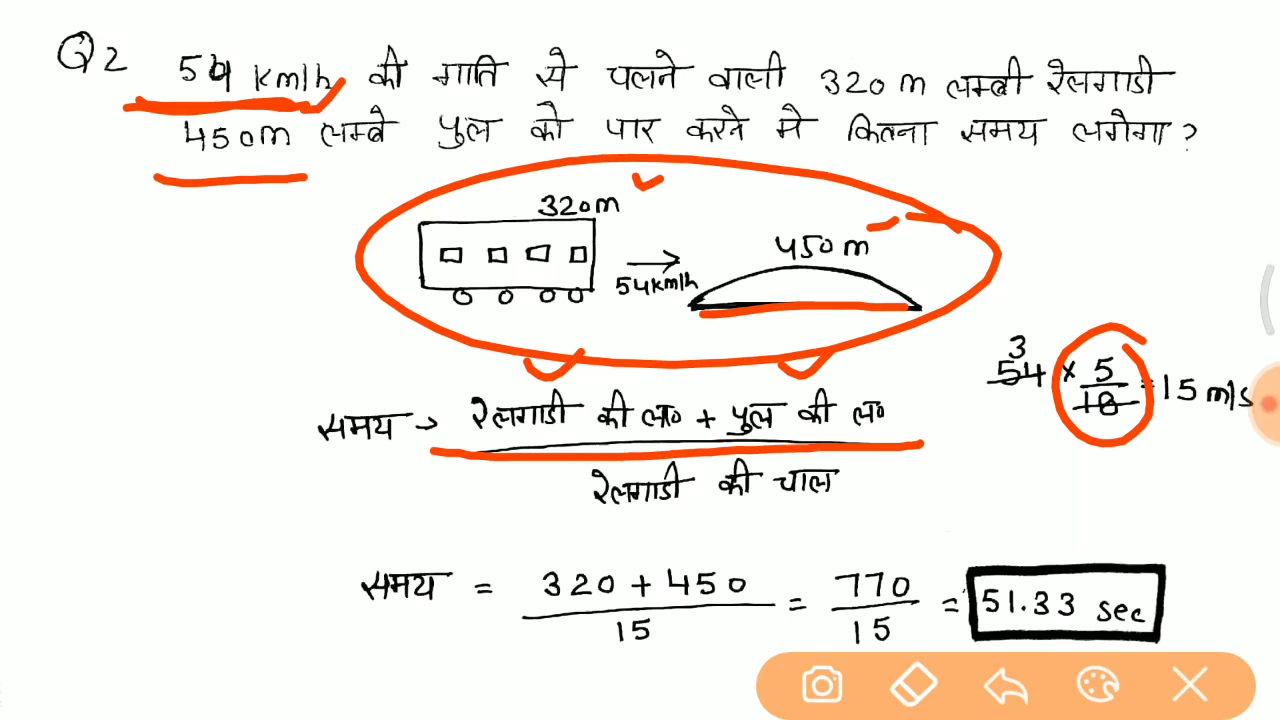 Q2 54 km/h की गति से चलने वाली 320m लम्बी रेलगाडी
450m लम्बे पुल को पार करने मे कितना समय लगेगा?
320m
450m
54km/h
3
54 × 5/18 = 15 m/s
समय → रेलगाडी की ल० + पुल की ल०
रेलगाडी की चाल
समय = 320 + 450 / 15 = 770 / 15 = 51.33 sec